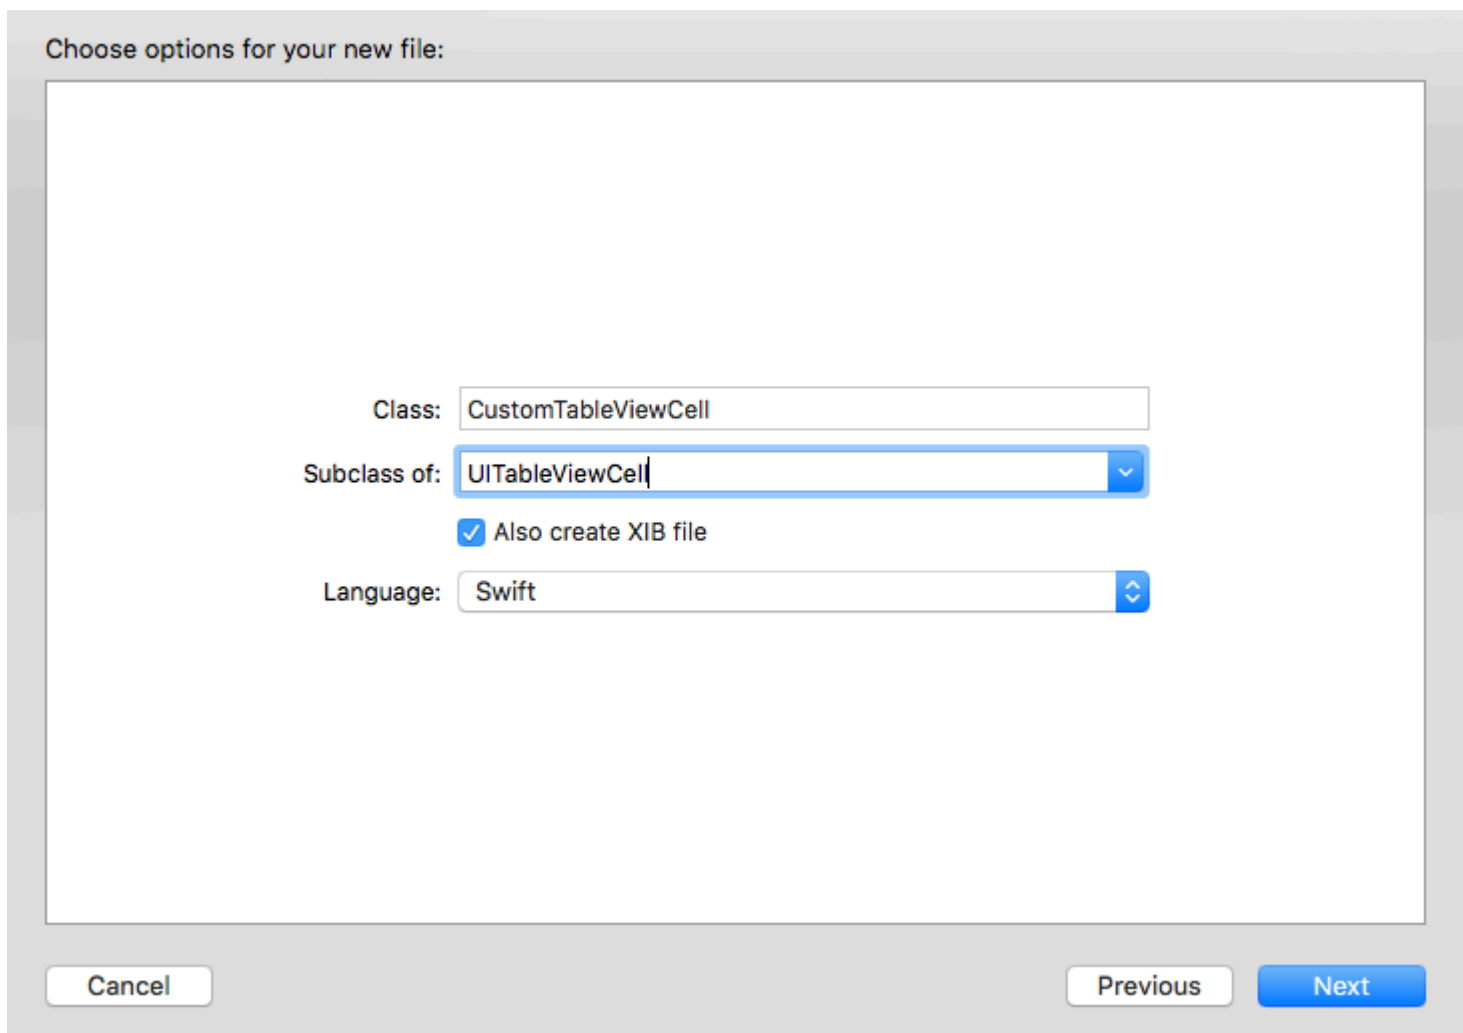 Choose options for your new file:
Class: CustomTableViewCell
Subclass of: UITableViewCell
Also create XIB file
Language: Swift
Cancel Previous Next